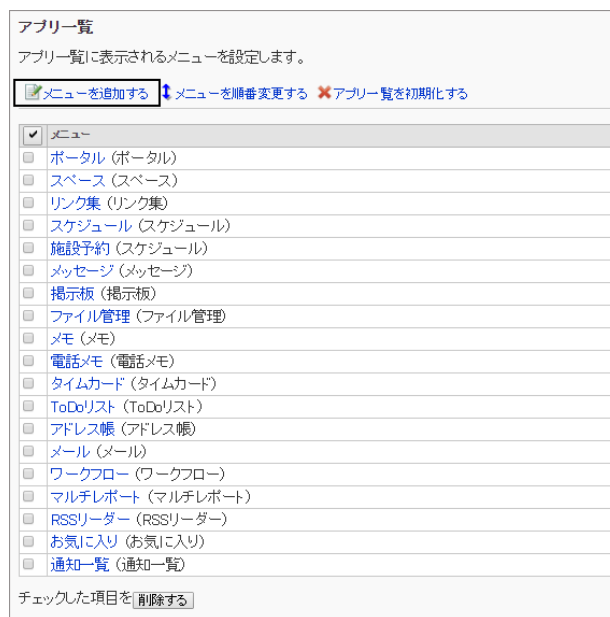 アプリ一覧
アプリ一覧に表示されるメニューを設定します。
メニューを追加する メニューを順番変更する アプリ一覧を初期化する
メニュー
ポータル (ポータル)
スペース (スペース)
リンク集 (リンク集)
スケジュール (スケジュール)
施設予約 (スケジュール)
メッセージ (メッセージ)
掲示板 (掲示板)
ファイル管理 (ファイル管理)
メモ (メモ)
電話メモ (電話メモ)
タイムカード (タイムカード)
ToDoリスト (ToDoリスト)
アドレス帳 (アドレス帳)
メール (メール)
ワークフロー (ワークフロー)
マルチレポート (マルチレポート)
RSSリーダー (RSSリーダー)
お気に入り (お気に入り)
通知一覧 (通知一覧)
チェックした項目を 削除する